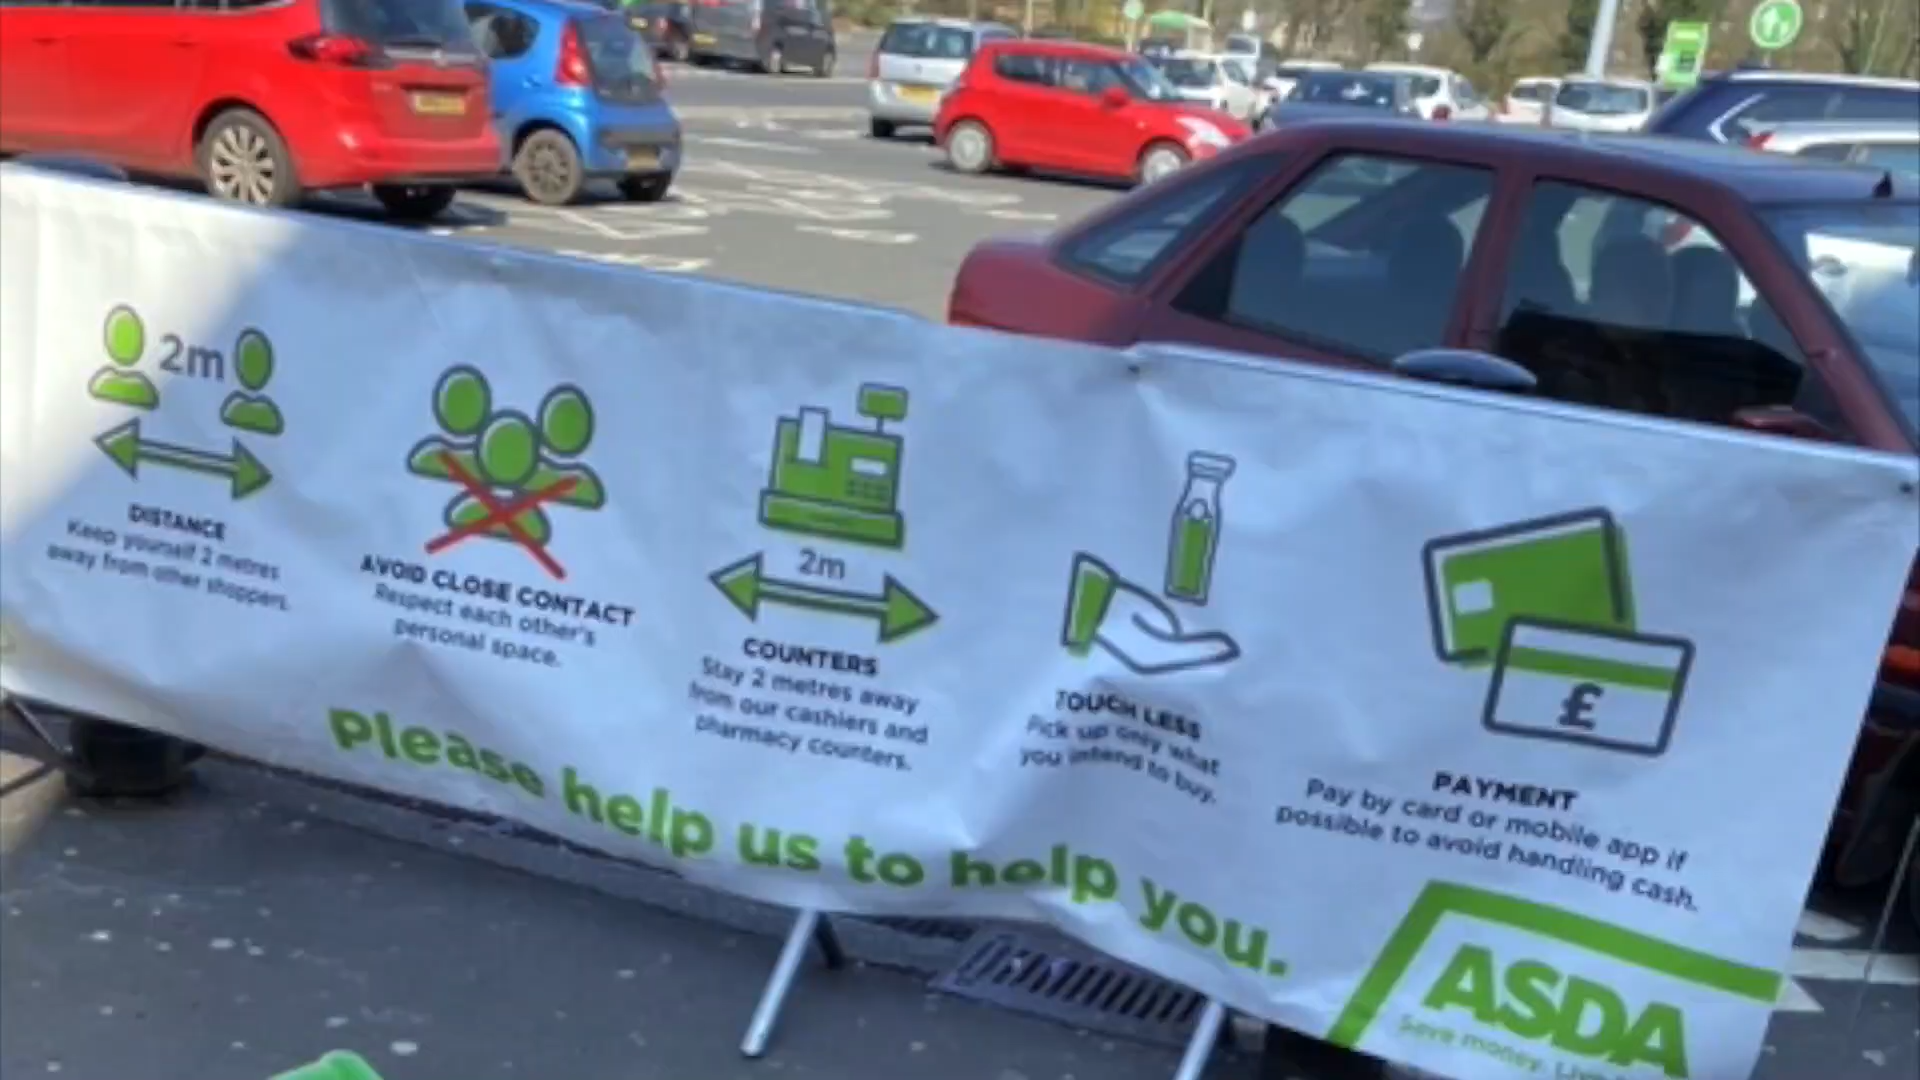 2m
DISTANCE
Keep yourself 2 metres
away from other shoppers.
AVOID CLOSE CONTACT
Respect each other's
personal space.
2m
COUNTERS
Stay 2 metres away
from our cashiers and
pharmacy counters.
TOUCH LESS
Pick up only what
you intend to buy.
£
PAYMENT
Pay by card or mobile app if
possible to avoid handling cash.
Please help us to help you.
ASDA
Save money. Live